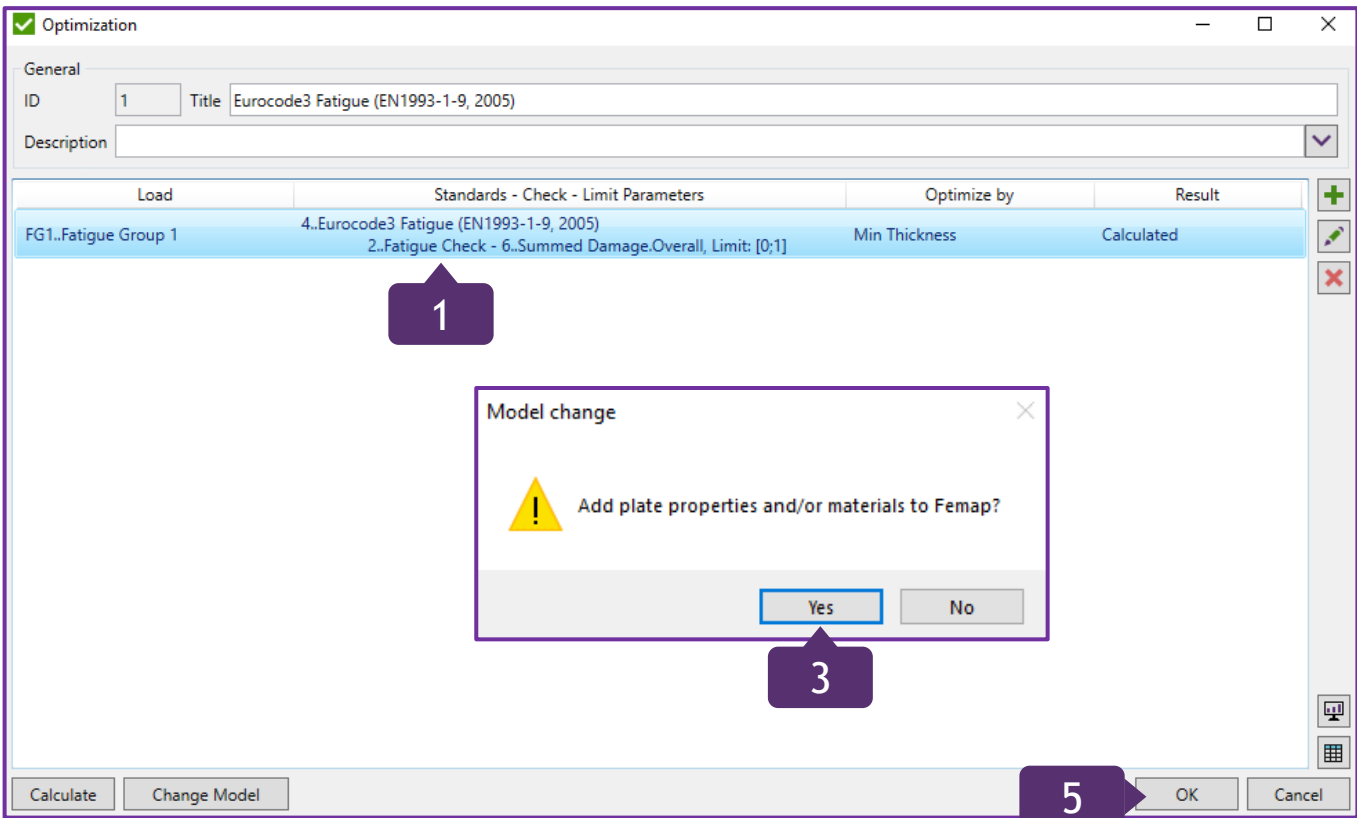 Optimization
General
ID 1 Title Eurocode3 Fatigue (EN1993-1-9, 2005)
Description
Load Standards - Check - Limit Parameters Optimize by Result
FG1..Fatigue Group 1 4..Eurocode3 Fatigue (EN1993-1-9, 2005) Min Thickness Calculated
2..Fatigue Check - 6..Summed Damage.Overall, Limit: [0;1]
1
Model change
! Add plate properties and/or materials to Femap?
Yes No
3
Calculate Change Model 5 OK Cancel